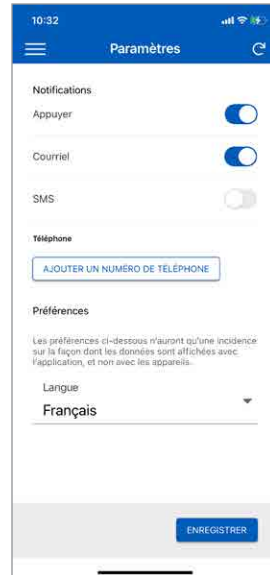 10:32
Paramètres
Notifications
Appuyer
Courriel
SMS
Téléphone
AJOUTER UN NUMÉRO DE TÉLÉPHONE
Préférences
Les préférences ci-dessous n'auront qu'une incidence
sur la façon dont les données sont affichées avec
l'application, et non avec les appareils.
Langue
Français
ENREGISTRER